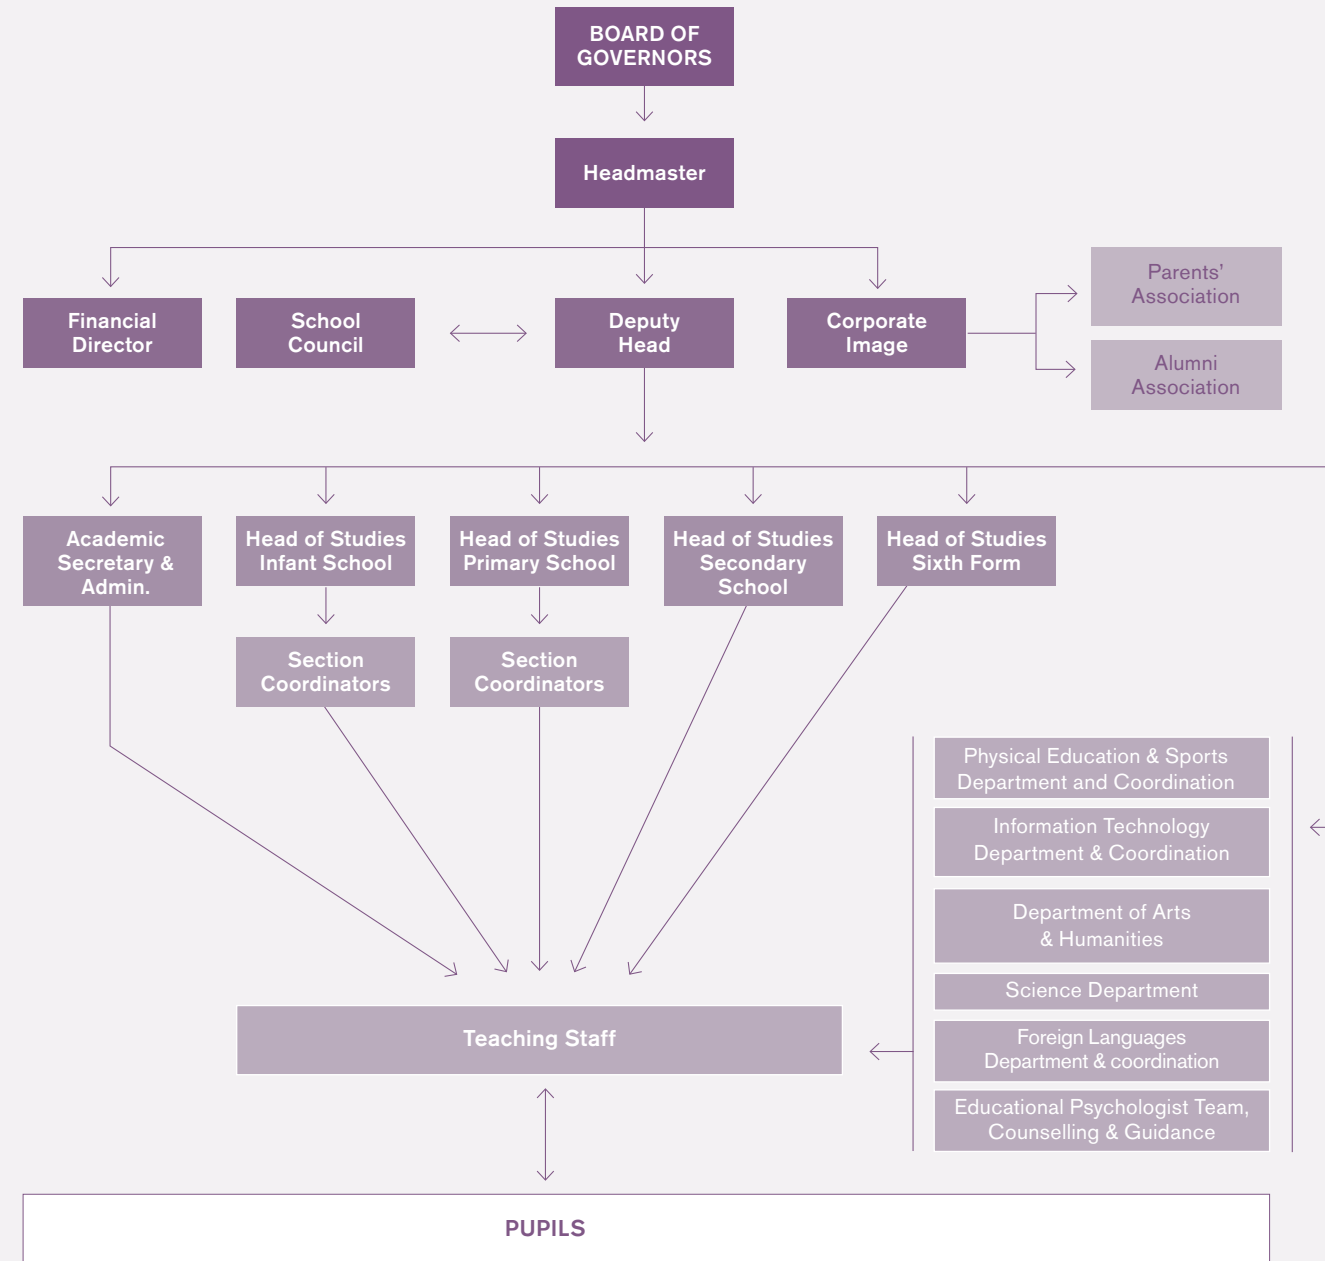 BOARD OF
GOVERNORS
Headmaster
Parents'
Association
Financial
Director
School
Council
Deputy
Head
Corporate
Image
Alumni
Association
Academic
Secretary &
Admin.
Head of Studies
Infant School
Head of Studies
Primary School
Head of Studies
Secondary
School
Head of Studies
Sixth Form
Section
Coordinators
Section
Coordinators
Physical Education & Sports
Department and Coordination
Information Technology
Department & Coordination
Department of Arts
& Humanities
Science Department
Foreign Languages
Department & coordination
Educational Psychologist Team,
Counselling & Guidance
Teaching Staff
PUPILS